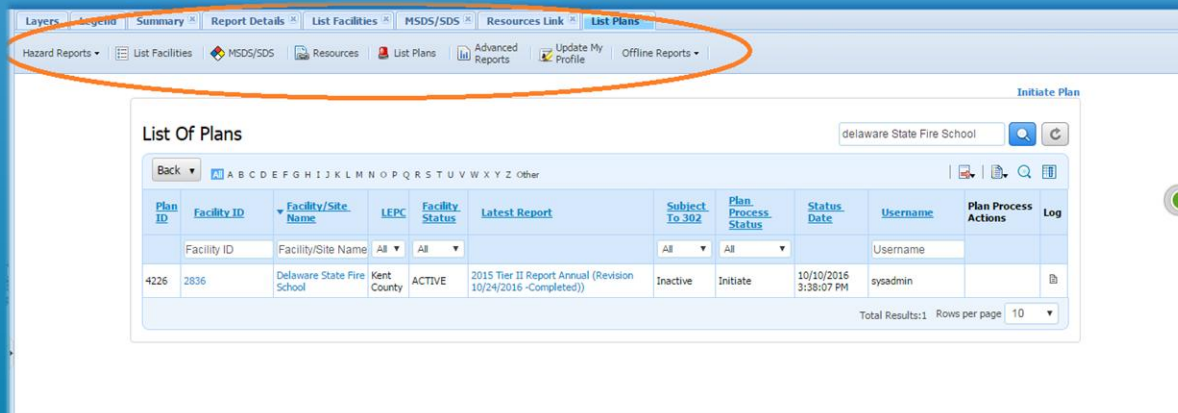 Layers Legend Summary Report Details List Facilities MSDS/SDS Resources Link List Plans
Hazard Reports List Facilities MSDS/SDS Resources List Plans Advanced Reports Update My Profile Offline Reports
Initiate Plan
List Of Plans delaware State Fire School
Back All A B C D E F G H I J K L M N O P Q R S T U V W X Y Z Other
Plan ID Facility ID Facility/Site Name LEPC Facility Status Latest Report Subject To 302 Plan Process Status Status Date Username Plan Process Actions Log
Facility ID Facility/Site Name All All All All Username
4226 2836 Delaware State Fire School Kent County ACTIVE 2015 Tier II Report Annual (Revision 10/24/2016 -Completed)) Inactive Initiate 10/10/2016 3:38:07 PM sysadmin
Total Results:1 Rows per page 10